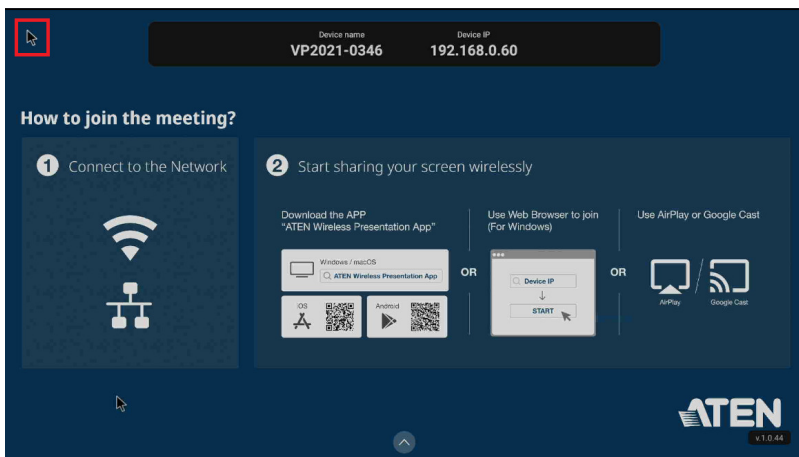 Device name
Device IP
VP2021-0346
192.168.0.60
How to join the meeting?
1 Connect to the Network
2 Start sharing your screen wirelessly
Download the APP
“ATEN Wireless Presentation App”
Windows / macOS
ATEN Wireless Presentation App
iOS
Android
OR
Use Web Browser to join
(For Windows)
Device IP
START
OR
Use AirPlay or Google Cast
AirPlay
Google Cast
ATEN
v.1.0.44